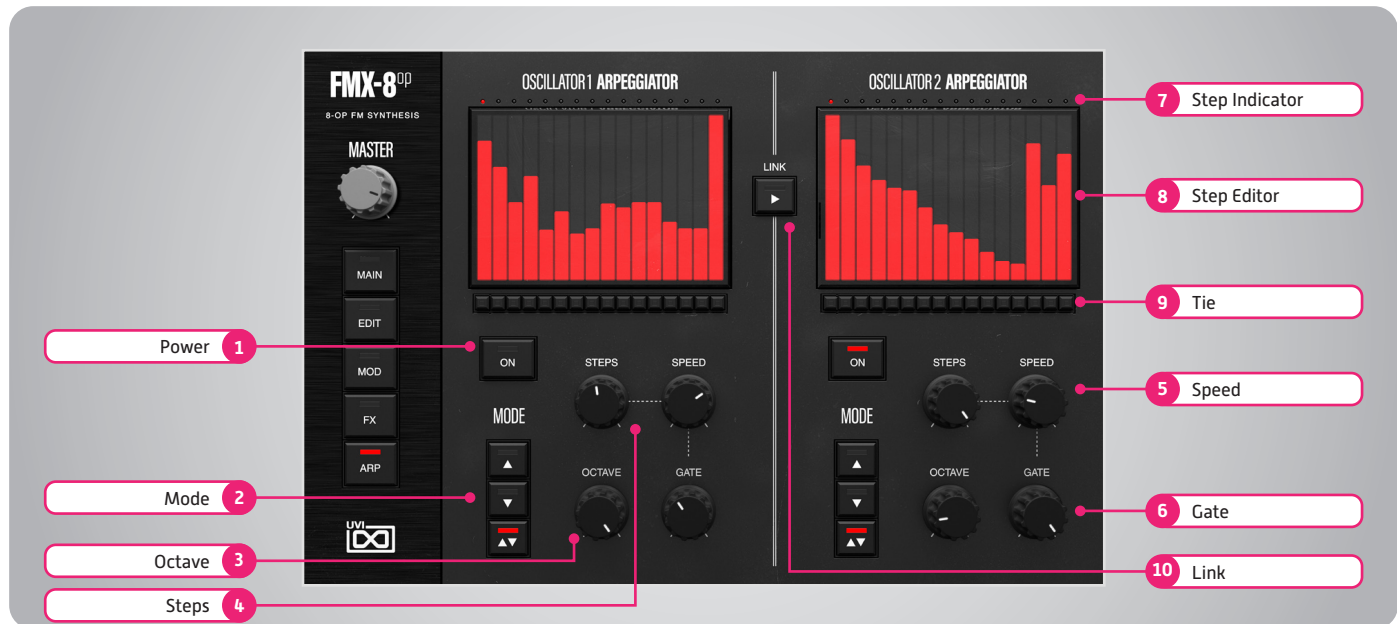 FMX-8op
8-OP FM SYNTHESIS
MASTER
MAIN
EDIT
MOD
FX
ARP
UVI
OSCILLATOR 1 ARPEGGIATOR
ON
STEPS
SPEED
MODE
▲
▼
▲▼
OCTAVE
GATE
LINK
▶
OSCILLATOR 2 ARPEGGIATOR
ON
STEPS
SPEED
MODE
▲
▼
▲▼
OCTAVE
GATE
Power 1
Mode 2
Octave 3
Steps 4
7 Step Indicator
8 Step Editor
9 Tie
5 Speed
6 Gate
10 Link